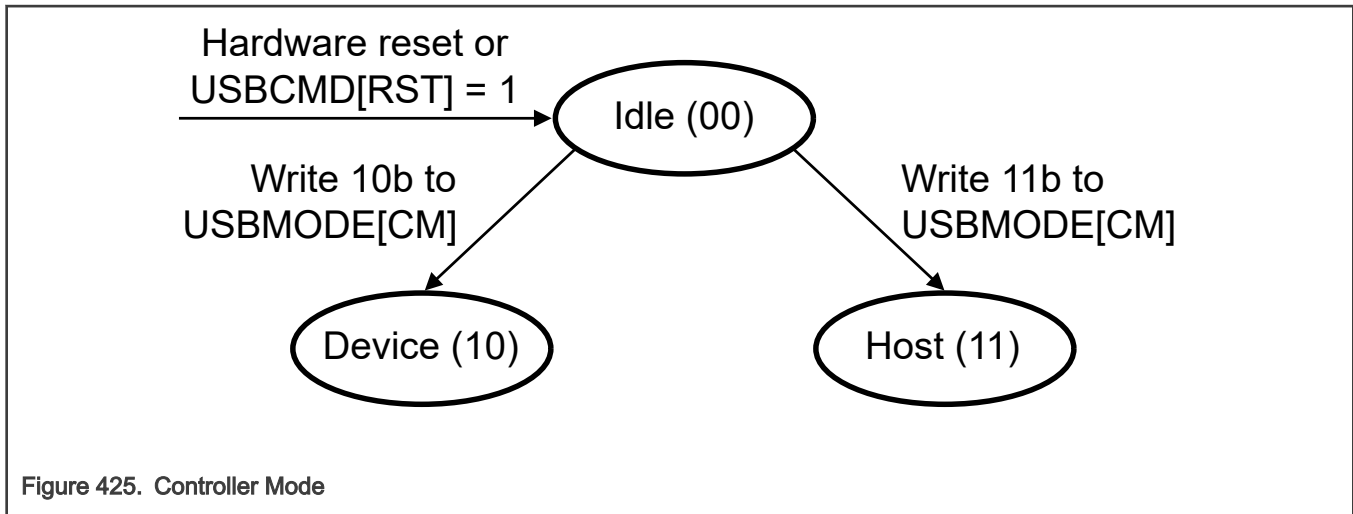 Hardware reset or
USBCMD[RST] = 1
Idle (00)
Write 10b to
USBMODE[CM]
Write 11b to
USBMODE[CM]
Device (10)
Host (11)
Figure 425. Controller Mode